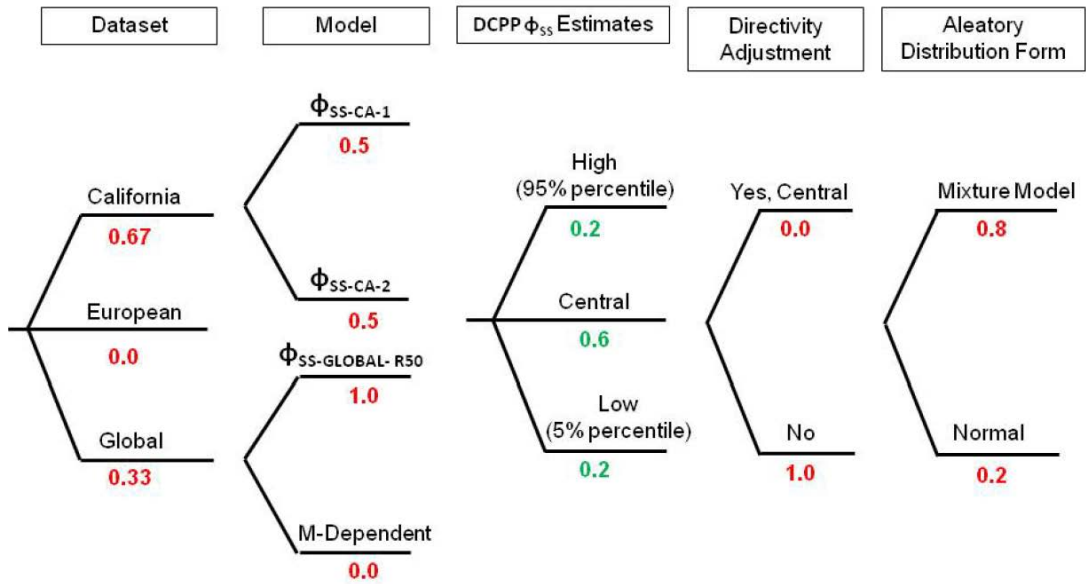 Dataset
Model
DCPP ϕSS Estimates
Directivity
Adjustment
Aleatory
Distribution Form
California
0.67
European
0.0
Global
0.33
ϕSS-CA-1
0.5
ϕSS-CA-2
0.5
ϕSS-GLOBAL- R50
1.0
M-Dependent
0.0
High
(95% percentile)
0.2
Central
0.6
Low
(5% percentile)
0.2
Yes, Central
0.0
No
1.0
Mixture Model
0.8
Normal
0.2